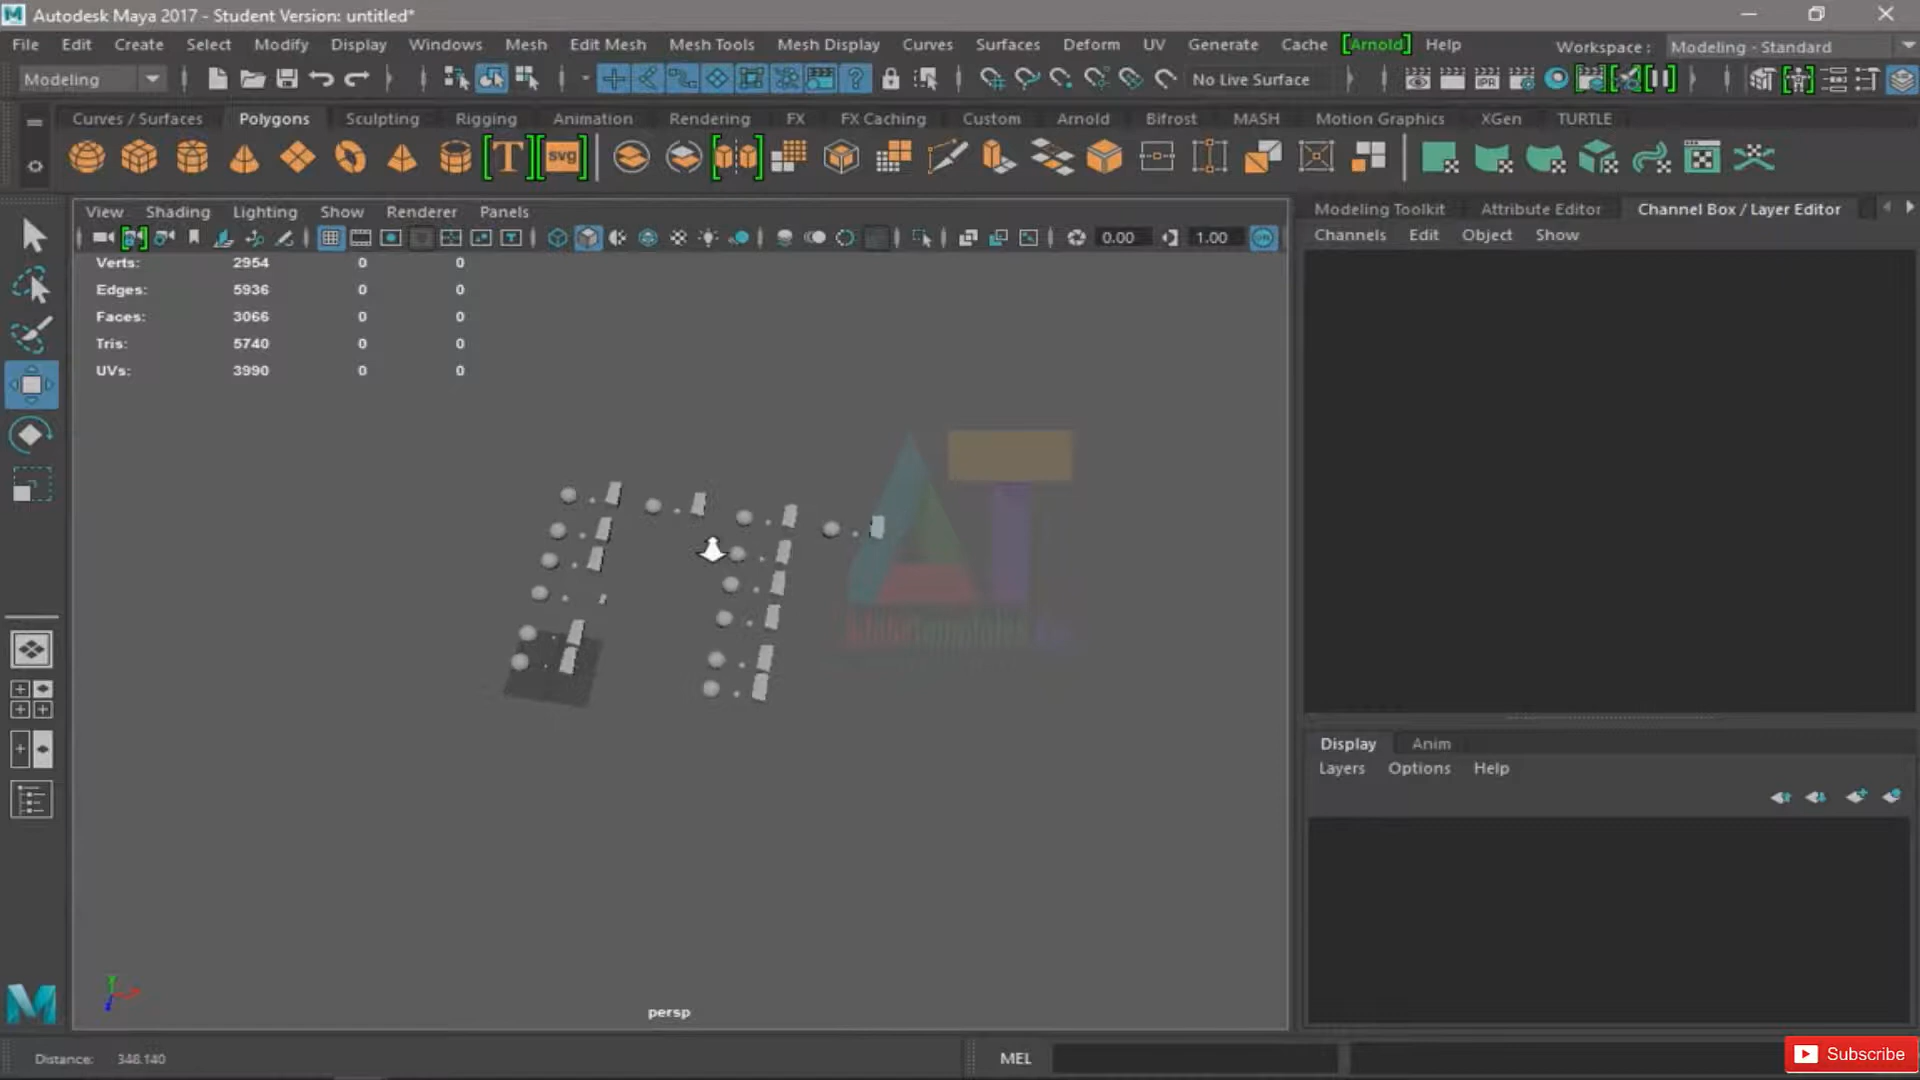 Autodesk Maya 2017 - Student Version: untitled*
File Edit Create Select Modify Display Windows Mesh Edit Mesh Mesh Tools Mesh Display Curves Surfaces Deform UV Generate Cache [Arnold] Help Workspace : Modeling - Standard
Modeling No Live Surface IPR
Curves / Surfaces Polygons Sculpting Rigging Animation Rendering FX FX Caching Custom Arnold Bifrost MASH Motion Graphics XGen TURTLE
T svg
View Shading Lighting Show Renderer Panels
Modeling Toolkit Attribute Editor Channel Box / Layer Editor
0.00 1.00
Channels Edit Object Show
Verts: 2954 0 0
Edges: 5936 0 0
Faces: 3066 0 0
Tris: 5740 0 0
UVs: 3990 0 0
AT
Display Anim
Layers Options Help
persp
Distance: 348.140
MEL
Subscribe